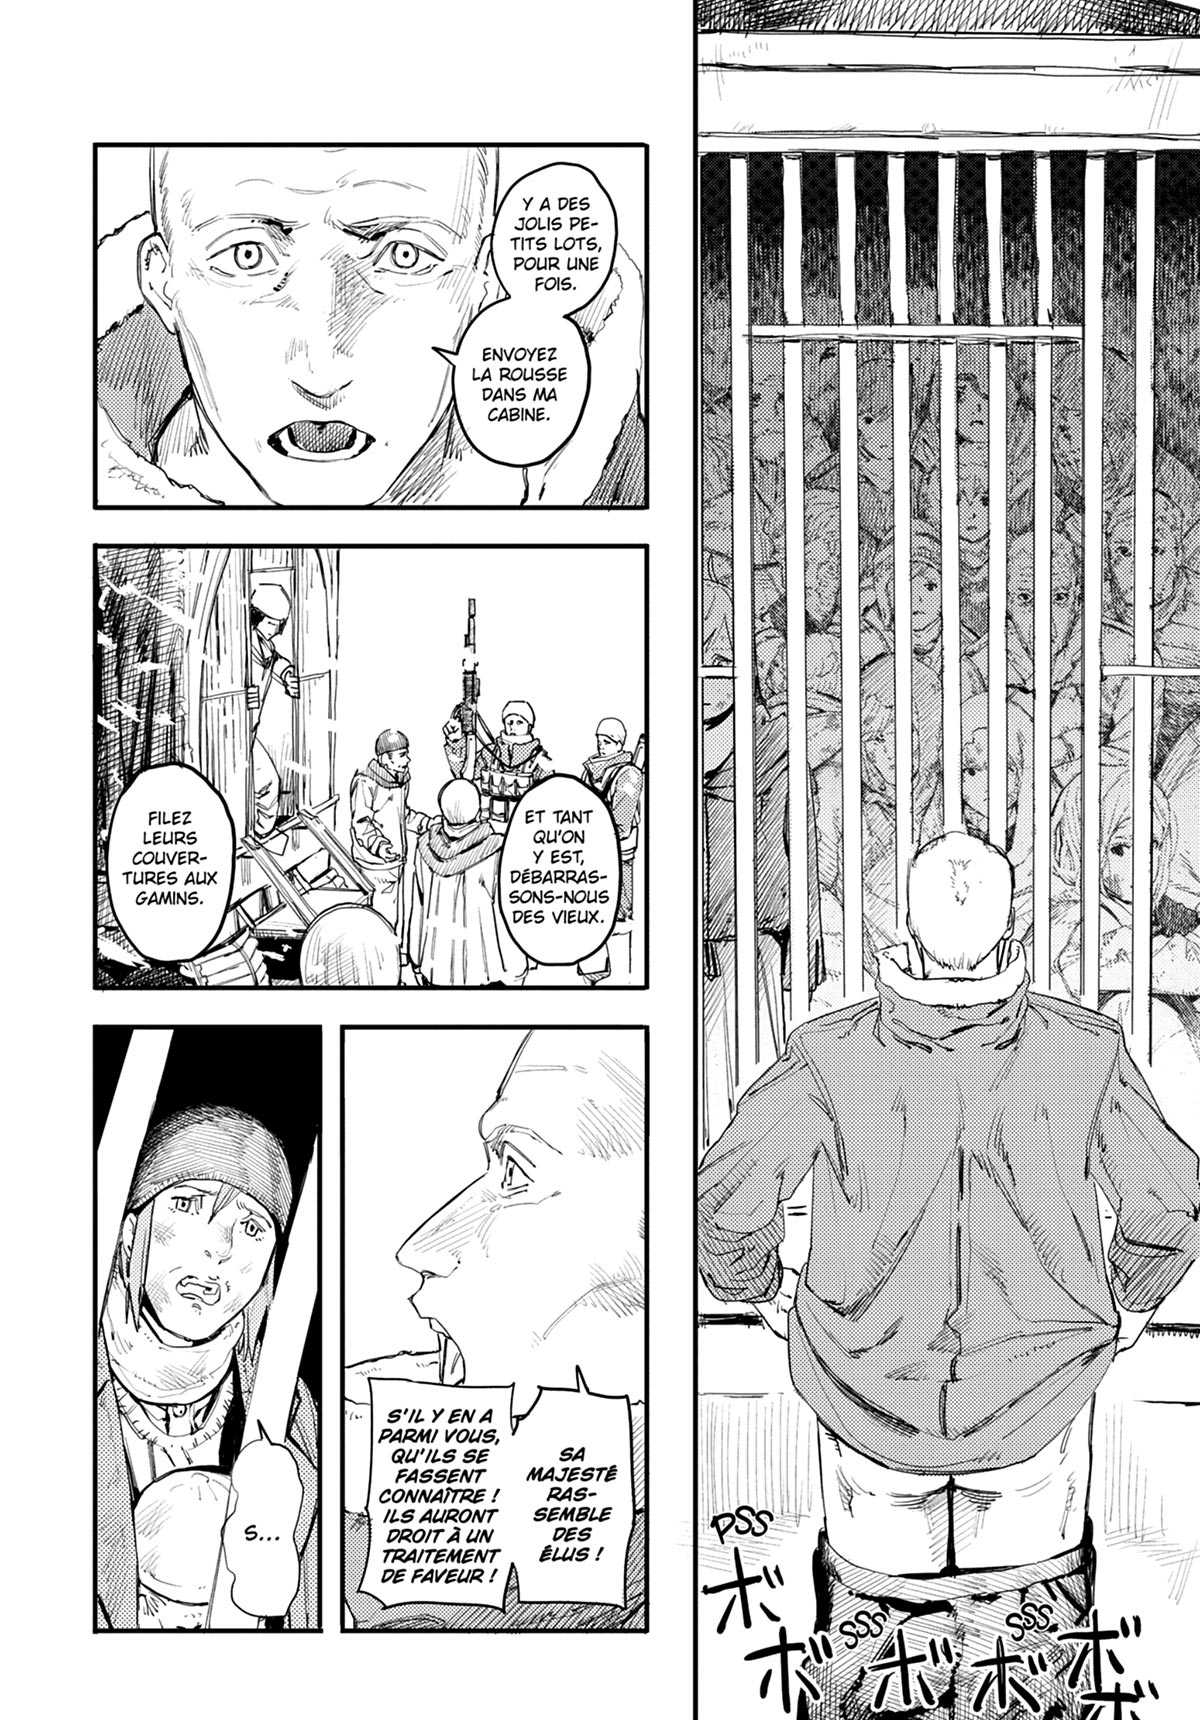 PSS
ボ
SSS
SSS
ボ
ボ
ボ
ボ
ボ
Y A DES
JOLIS PE-
TITS LOTS,
POUR UNE
FOIS.
ENVOYEZ
LA ROUSSE
DANS MA
CABINE.
ET TANT
QU'ON
Y EST,
DÉBARRAS-
SONS-NOUS
DES VIEUX.
FILEZ
LEURS
COUVER-
TURES AUX
GAMINS.
SA
MAJESTÉ
RAS-
SEMBLE
DES
ÉLUS !
S'IL Y EN A
PARMI VOUS,
QU'ILS SE
FASSENT
CONNAÎTRE !
ILS AURONT
DROIT À UN
TRAITEMENT
DE FAVEUR !
S...